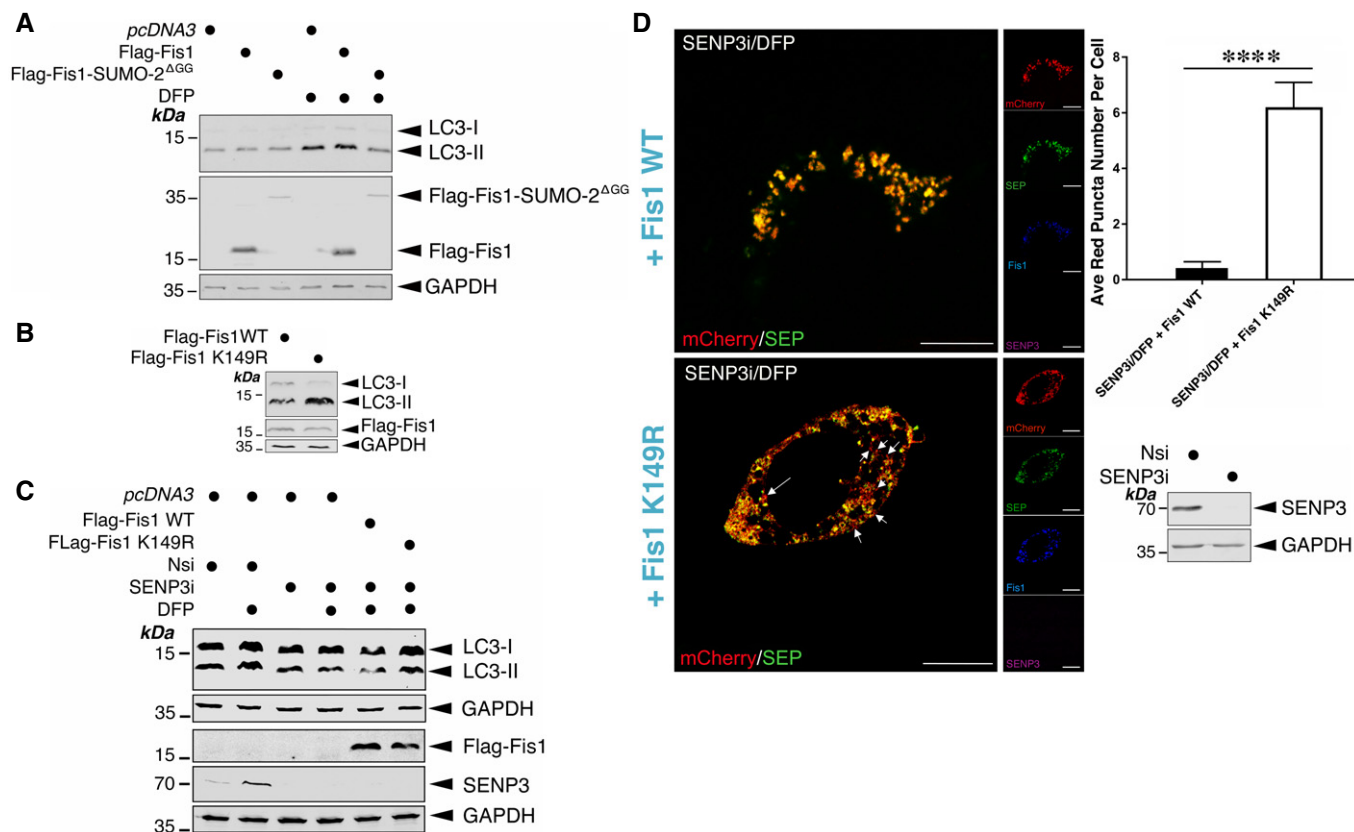 A
pcDNA3
Flag-Fis1
Flag-Fis1-SUMO-2ΔGG
DFP
kDa
15
LC3-I
LC3-II
35
Flag-Fis1-SUMO-2ΔGG
15
Flag-Fis1
35
GAPDH
B
Flag-Fis1WT
Flag-Fis1 K149R
kDa
15
LC3-I
LC3-II
15
Flag-Fis1
35
GAPDH
C
pcDNA3
Flag-Fis1 WT
FLag-Fis1 K149R
Nsi
SENP3i
DFP
kDa
15
LC3-I
LC3-II
35
GAPDH
15
Flag-Fis1
70
SENP3
35
GAPDH
D
+ Fis1 WT
SENP3i/DFP
mCherry/SEP
mCherry
SEP
Fis1
SENP3
+ Fis1 K149R
SENP3i/DFP
mCherry/SEP
mCherry
SEP
Fis1
SENP3
Ave Red Puncta Number Per Cell
****
8
6
4
2
0
SENP3i/DFP + Fis1 WT
SENP3i/DFP + Fis1 K149R
Nsi
SENP3i
kDa
70
SENP3
35
GAPDH